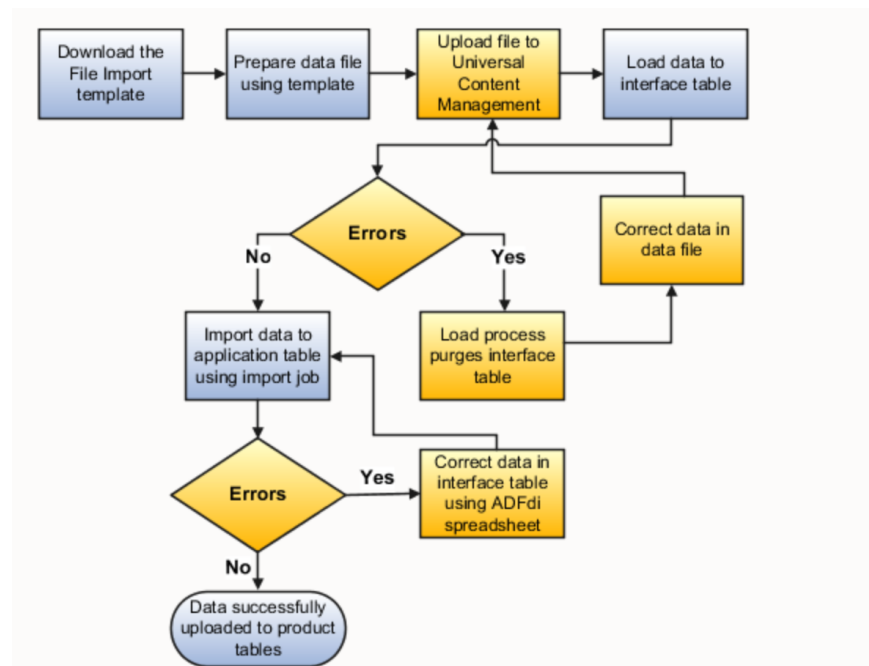 Download the
File Import
template
Prepare data file
using template
Upload file to
Universal
Content
Management
Load data to
interface table
Errors
No
Yes
Correct data in
data file
Import data to
application table
using import job
Load process
purges interface
table
Errors
Yes
Correct data in
interface table
using ADFdi
spreadsheet
No
Data successfully
uploaded to product
tables